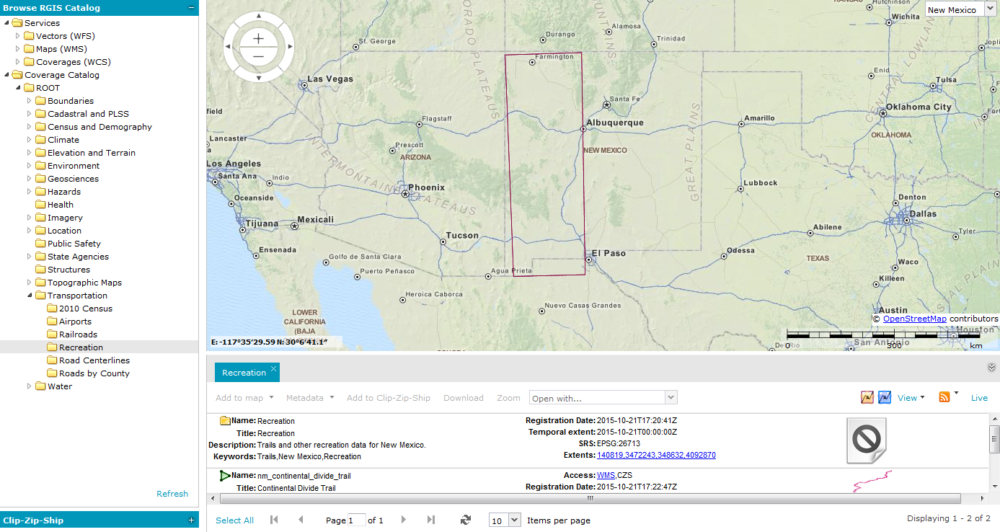 Browse RGIS Catalog
Services
Vectors (WFS)
Maps (WMS)
Coverages (WCS)
Coverage Catalog
ROOT
Boundaries
Cadastral and PLSS
Census and Demography
Climate
Elevation and Terrain
Environment
Geosciences
Hazards
Health
Imagery
Location
Public Safety
State Agencies
Structures
Topographic Maps
Transportation
2010 Census
Airports
Railroads
Recreation
Road Centerlines
Roads by County
Water
Refresh
Clip-Zip-Ship
New Mexico
Hutchinson
Wichita
Alamosa
Durango
Trinidad
St. George
Farmington
COLORADO PLATEAUS
MOUNTAINS
Joplin
Enid
Tulsa
CENTRAL LOWLAND
Las Vegas
Santa Fe
Oklahoma City
field
Flagstaff
Albuquerque
Amarillo
OKLAHOMA
Lancaster
Prescott
ARIZONA
NEW MEXICO
GREAT PLAINS
INTERMONTAINE PLATEAUS
Los Angeles
Santa Ana
Indio
Phoenix
Lubbock
Oceanside
Denton
Dallas
Tijuana
Mexicali
Tucson
Abilene
Tyler
Ensenada
El Paso
Odessa
TEXAS
Golfo de Santa Clara
Waco
Puerto Peñasco
Agua Prieta
Killeen
Heroica Caborca
Nuevo Casas Grandes
Austin
LOWER
CALIFORNIA
(BAJA
© OpenStreetMap contributors
Houston
E: -117°35'29.59 N: 30°6'41.1"
Del Rio
San Antonio
0 300 km
Recreation
Add to map
Metadata
Add to Clip-Zip-Ship
Download
Zoom
Open with...
View
Live
Name: Recreation
Title: Recreation
Description: Trails and other recreation data for New Mexico.
Keywords: Trails,New Mexico,Recreation
Registration Date: 2015-10-21T17:20:41Z
Temporal extent: 2015-10-21T00:00:00Z
SRS: EPSG:26713
Extents: 140819,3472243,348632,4092870
Name: nm_continental_divide_trail
Title: Continental Divide Trail
Access: WMS,CZS
Registration Date: 2015-10-21T17:22:47Z
Select All
Page 1 of 1
10 Items per page
Displaying 1 - 2 of 2